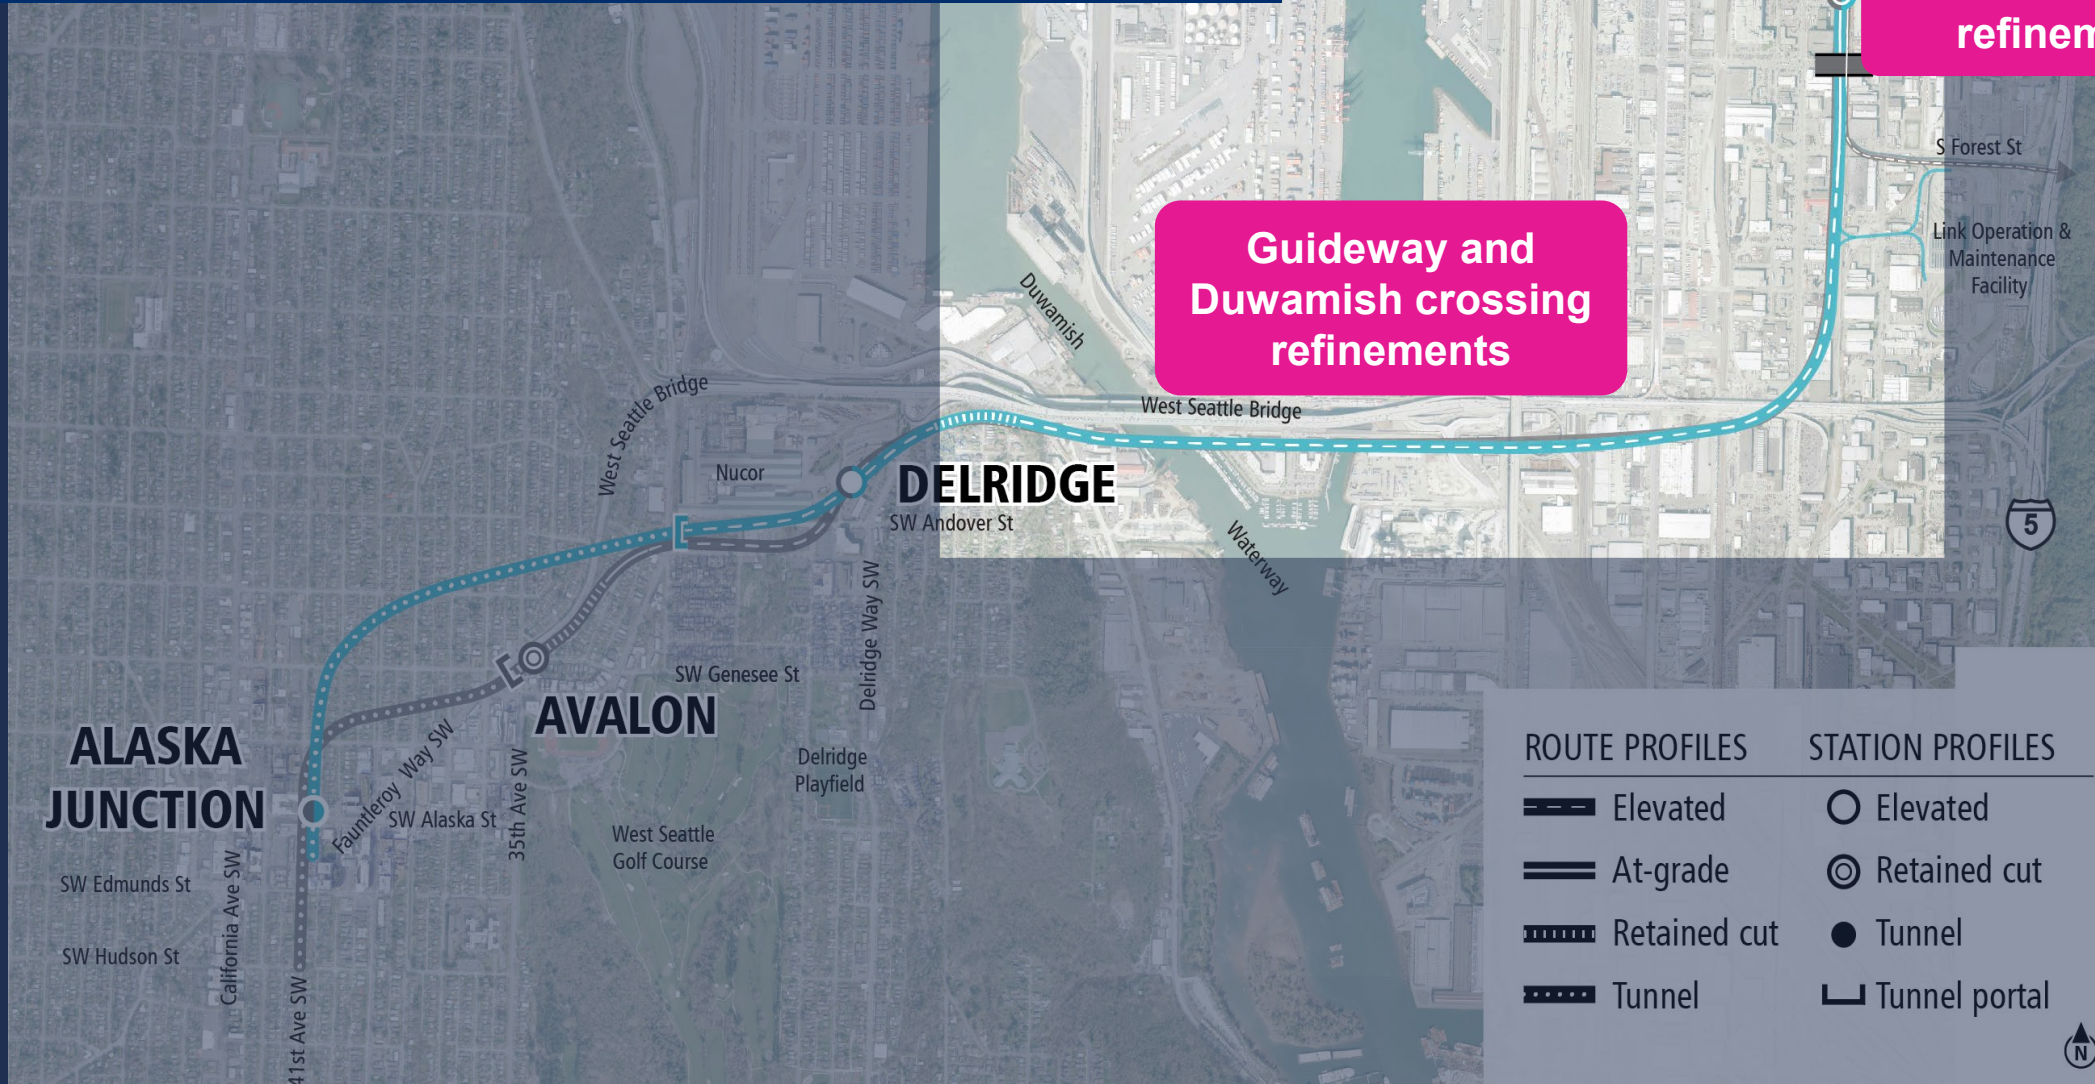 refinem
S Forest St
Link Operation &
Maintenance
Facility
Guideway and
Duwamish crossing
refinements
Duwamish
West Seattle Bridge
West Seattle Bridge
Nucor
DELRIDGE
SW Andover St
5
Waterway
Delridge Way SW
SW Genesee St
AVALON
ALASKA
JUNCTION
Fauntleroy Way SW
35th Ave SW
SW Alaska St
Delridge
Playfield
West Seattle
Golf Course
SW Edmunds St
California Ave SW
SW Hudson St
41st Ave SW
ROUTE PROFILES
Elevated
At-grade
Retained cut
Tunnel
STATION PROFILES
Elevated
Retained cut
Tunnel
Tunnel portal
N